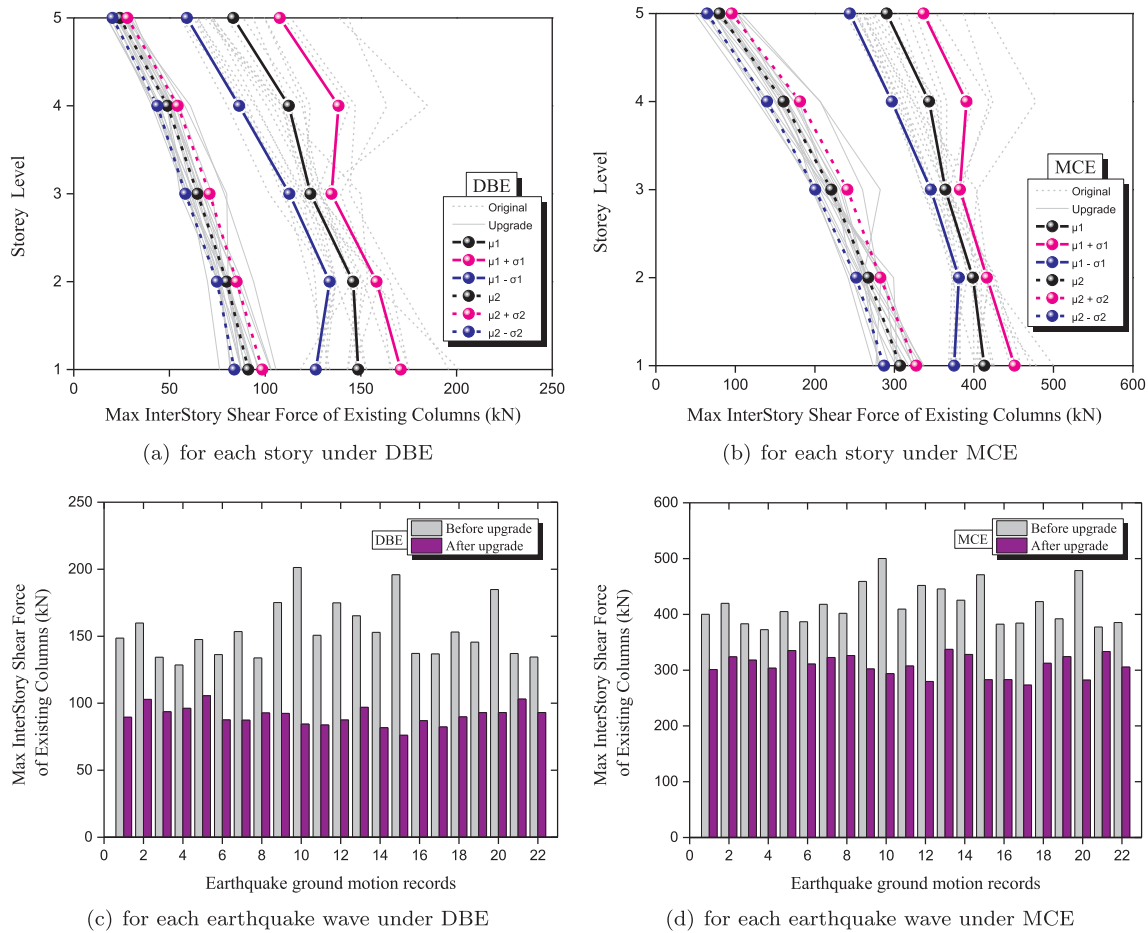 5
4
3
2
1
Storey Level
DBE
Original
Upgrade
μ1
μ1 + σ1
μ1 - σ1
μ2
μ2 + σ2
μ2 - σ2
0 50 100 150 200 250
Max InterStory Shear Force of Existing Columns (kN)
(a) for each story under DBE
5
4
3
2
1
Storey Level
MCE
Original
Upgrade
μ1
μ1 + σ1
μ1 - σ1
μ2
μ2 + σ2
μ2 - σ2
0 100 200 300 400 500 600
Max InterStory Shear Force of Existing Columns (kN)
(b) for each story under MCE
250
200
150
100
50
0
Max InterStory Shear Force
of Existing Columns (kN)
DBE
Before upgrade
After upgrade
0 2 4 6 8 10 12 14 16 18 20 22
Earthquake ground motion records
(c) for each earthquake wave under DBE
600
500
400
300
200
100
0
Max InterStory Shear Force
of Existing Columns (kN)
MCE
Before upgrade
After upgrade
0 2 4 6 8 10 12 14 16 18 20 22
Earthquake ground motion records
(d) for each earthquake wave under MCE